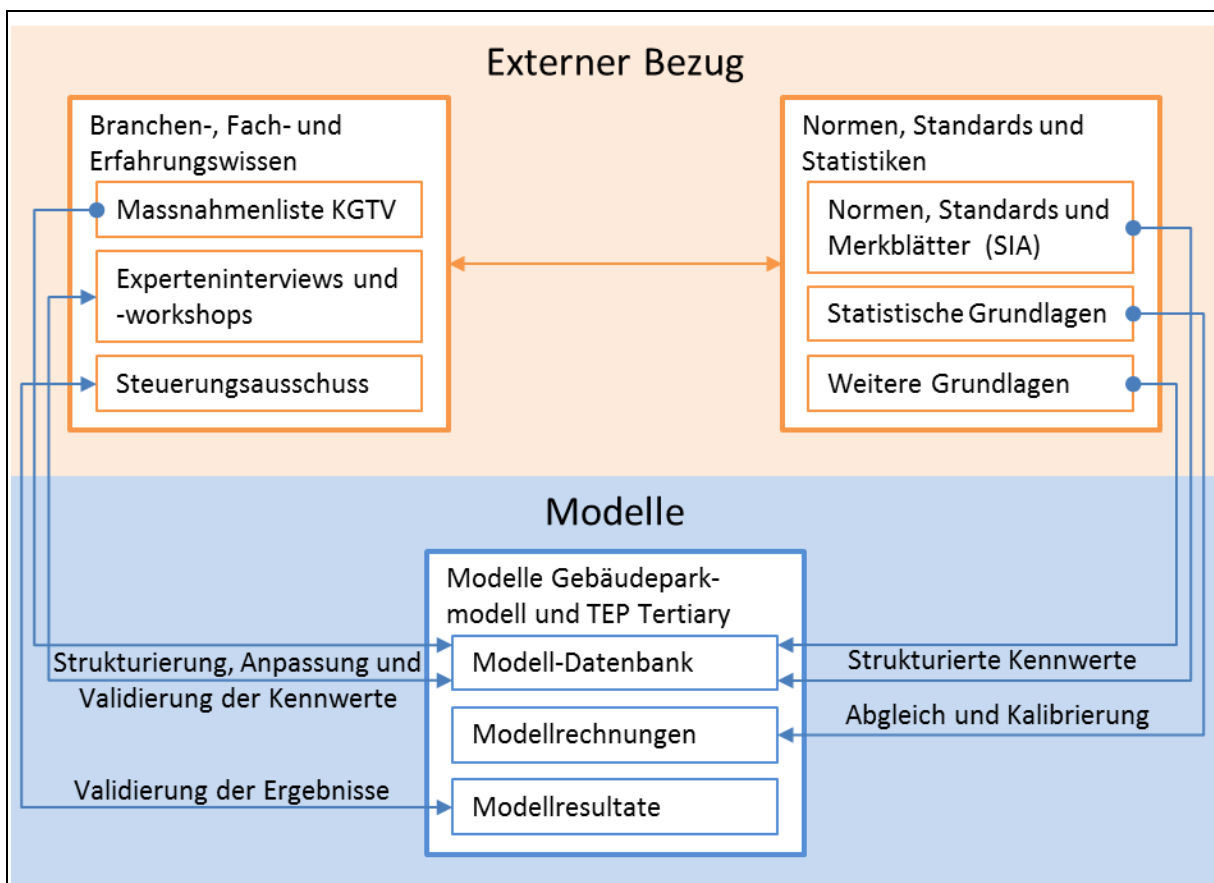 Externer Bezug
Branchen-, Fach- und
Erfahrungswissen
Massnahmenliste KGTV
Experteninterviews und
-workshops
Steuerungsausschuss
Normen, Standards und
Statistiken
Normen, Standards und
Merkblätter (SIA)
Statistische Grundlagen
Weitere Grundlagen
Modelle
Modelle Gebäudepark-
modell und TEP Tertiary
Modell-Datenbank
Modellrechnungen
Modellresultate
Strukturierung, Anpassung und
Validierung der Kennwerte
Validierung der Ergebnisse
Strukturierte Kennwerte
Abgleich und Kalibrierung